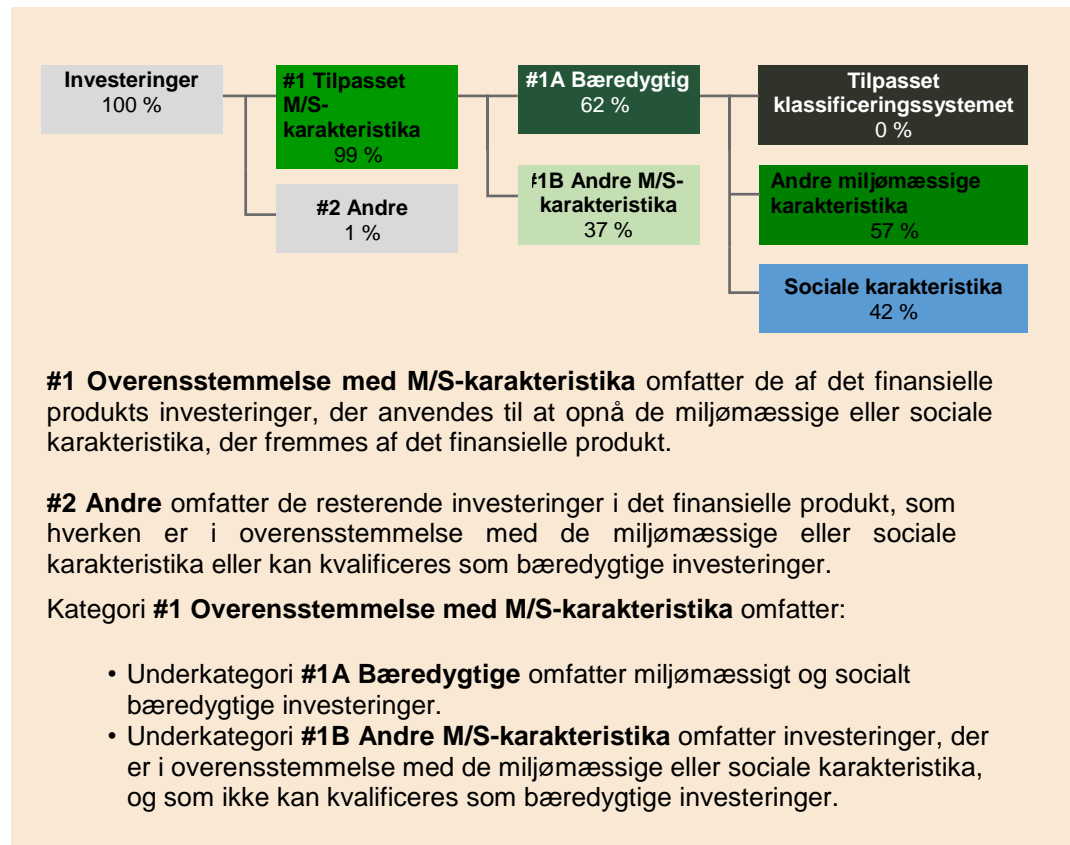 Investeringer
100 %
#1 Tilpasset
M/S-
karakteristika
99 %
#2 Andre
1 %
#1A Bæredygtig
62 %
#1B Andre M/S-
karakteristika
37 %
Tilpasset
klassificeringssystemet
0 %
Andre miljømæssige
karakteristika
57 %
Sociale karakteristika
42 %
#1 Overensstemmelse med M/S-karakteristika omfatter de af det finansielle
produkts investeringer, der anvendes til at opnå de miljømæssige eller sociale
karakteristika, der fremmes af det finansielle produkt.
#2 Andre omfatter de resterende investeringer i det finansielle produkt, som
hverken er i overensstemmelse med de miljømæssige eller sociale
karakteristika eller kan kvalificeres som bæredygtige investeringer.
Kategori #1 Overensstemmelse med M/S-karakteristika omfatter:
• Underkategori #1A Bæredygtige omfatter miljømæssigt og socialt
bæredygtige investeringer.
• Underkategori #1B Andre M/S-karakteristika omfatter investeringer, der
er i overensstemmelse med de miljømæssige eller sociale karakteristika,
og som ikke kan kvalificeres som bæredygtige investeringer.